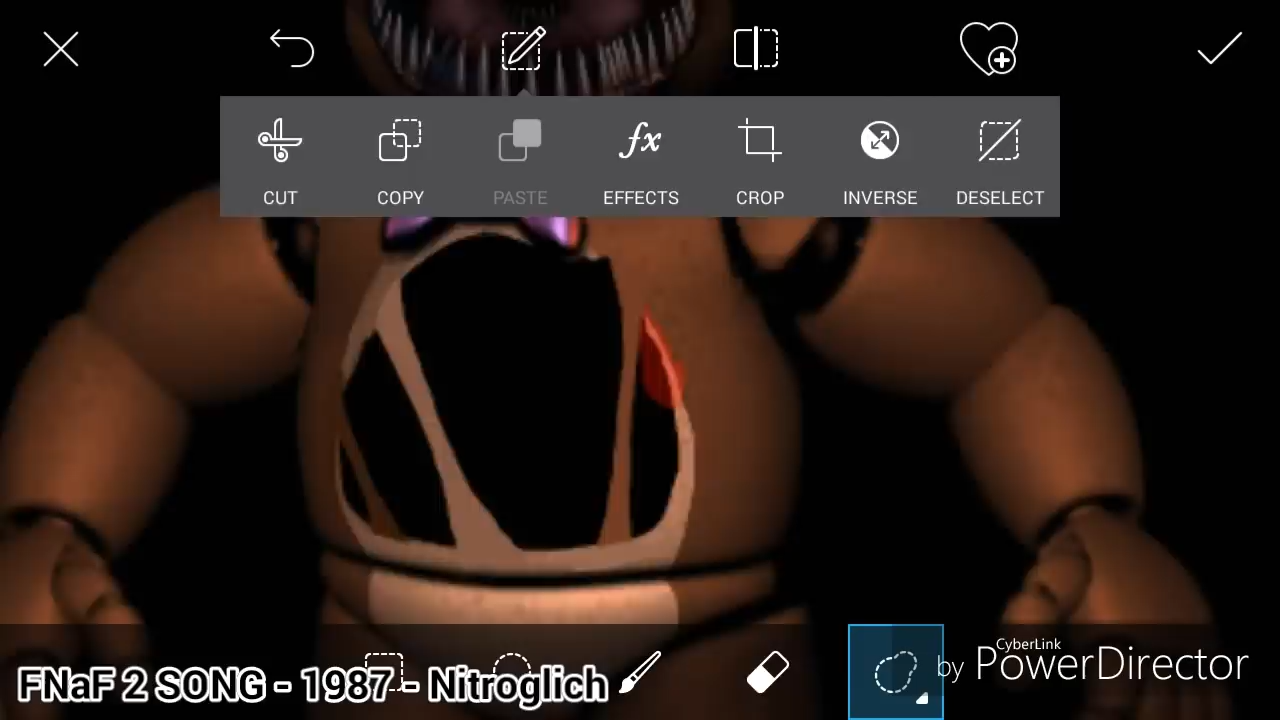 CUT COPY PASTE EFFECTS CROP INVERSE DESELECT
FNaF 2 SONG - 1987 - Nitroglich
CyberLink
by PowerDirector